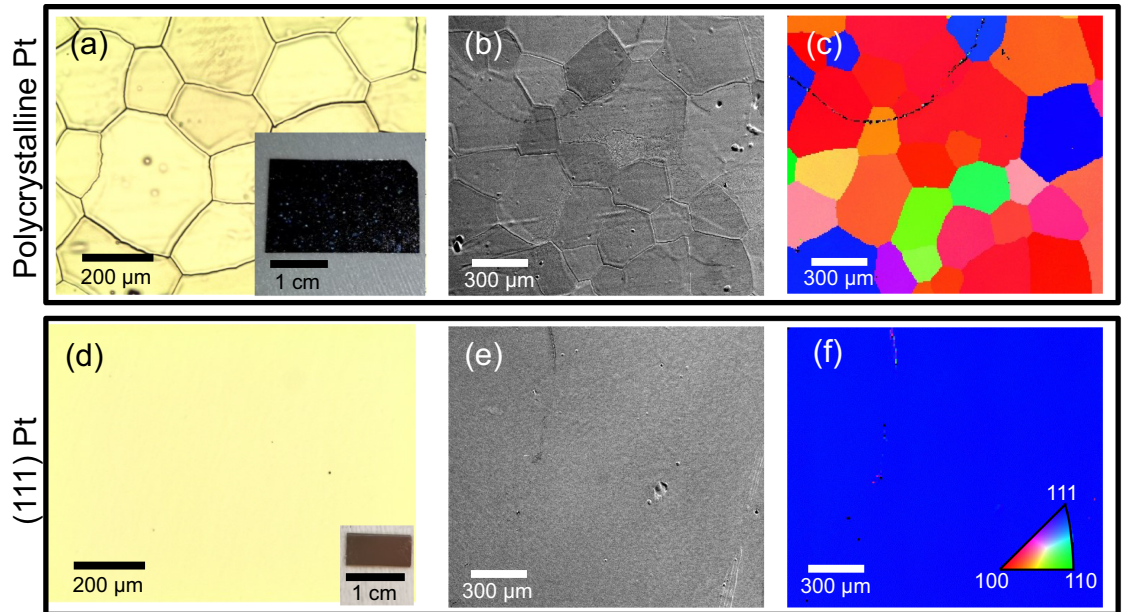 Polycrystalline Pt
(a)
200 µm
1 cm
(b)
300 µm
(c)
300 µm
(111) Pt
(d)
200 µm
1 cm
(e)
300 µm
(f)
300 µm
111
100
110